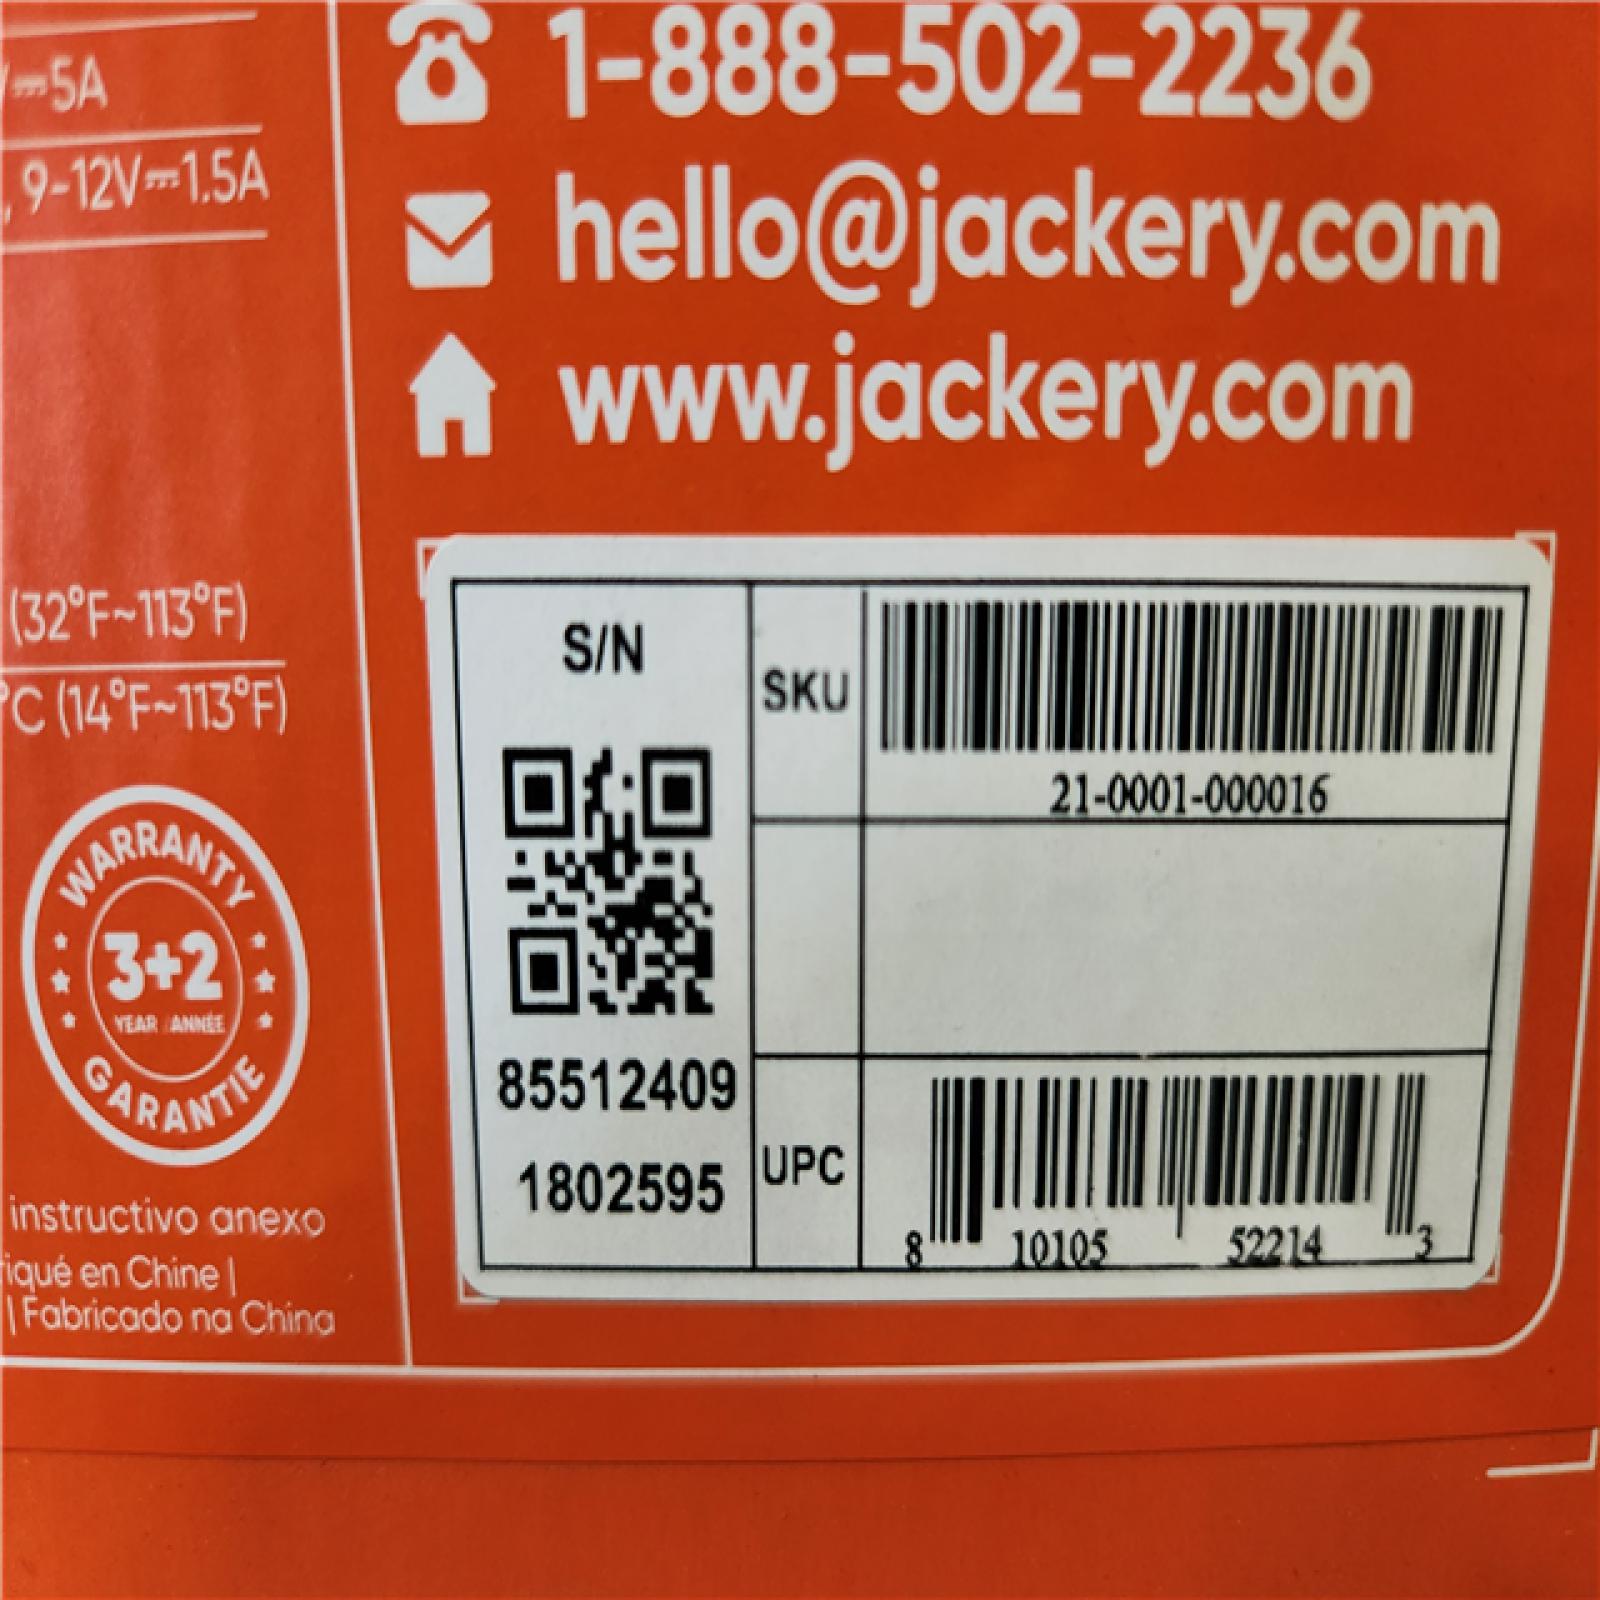 ⎓5A
, 9-12V⎓1.5A
(32°F~113°F)
°C (14°F~113°F)
WARRANTY
3+2
YEAR / ANNÉE
GARANTIE
instructivo anexo
iqué en Chine |
| Fabricado na China
1-888-502-2236
hello@jackery.com
www.jackery.com
S/N
85512409
1802595
SKU
21-0001-000016
UPC
8 10105 52214 3